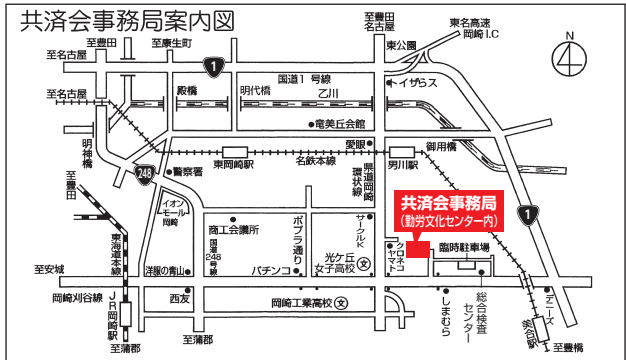 共済会事務局案内図
至豊田
至康生町
至豊田
名古屋
東名高速
岡崎I.C
東公園
N
至名古屋
1
国道1号線
トイザらス
至名古屋
殿橋
明代橋
乙川
竜美丘会館
愛眼
御用橋
明神橋
248
警察署
東岡崎駅
名鉄本線
県道岡崎
環状線
男川駅
至豊田
イオン
モール
岡崎
共済会事務局
(勤労文化センター内)
1
商工会議所
ポプラ通り
サークルK
東海道本線
国道248号線
光ケ丘
女子高校
文
クロネコ
ヤマト
臨時駐車場
至安城
洋服の青山
パチンコ
岡崎刈谷線
JR岡崎駅
西友
岡崎工業高校
文
しまむら
総合検査
センター
デニーズ
美合駅
至蒲郡
至蒲郡
至豊橋